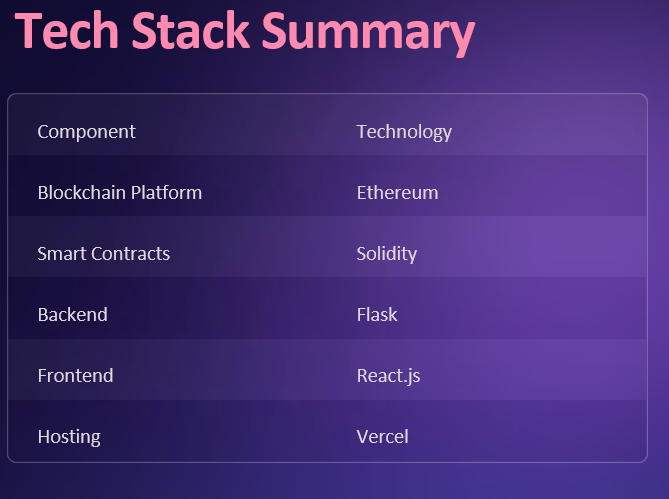 Tech Stack Summary
Component Technology
Blockchain Platform Ethereum
Smart Contracts Solidity
Backend Flask
Frontend React.js
Hosting Vercel